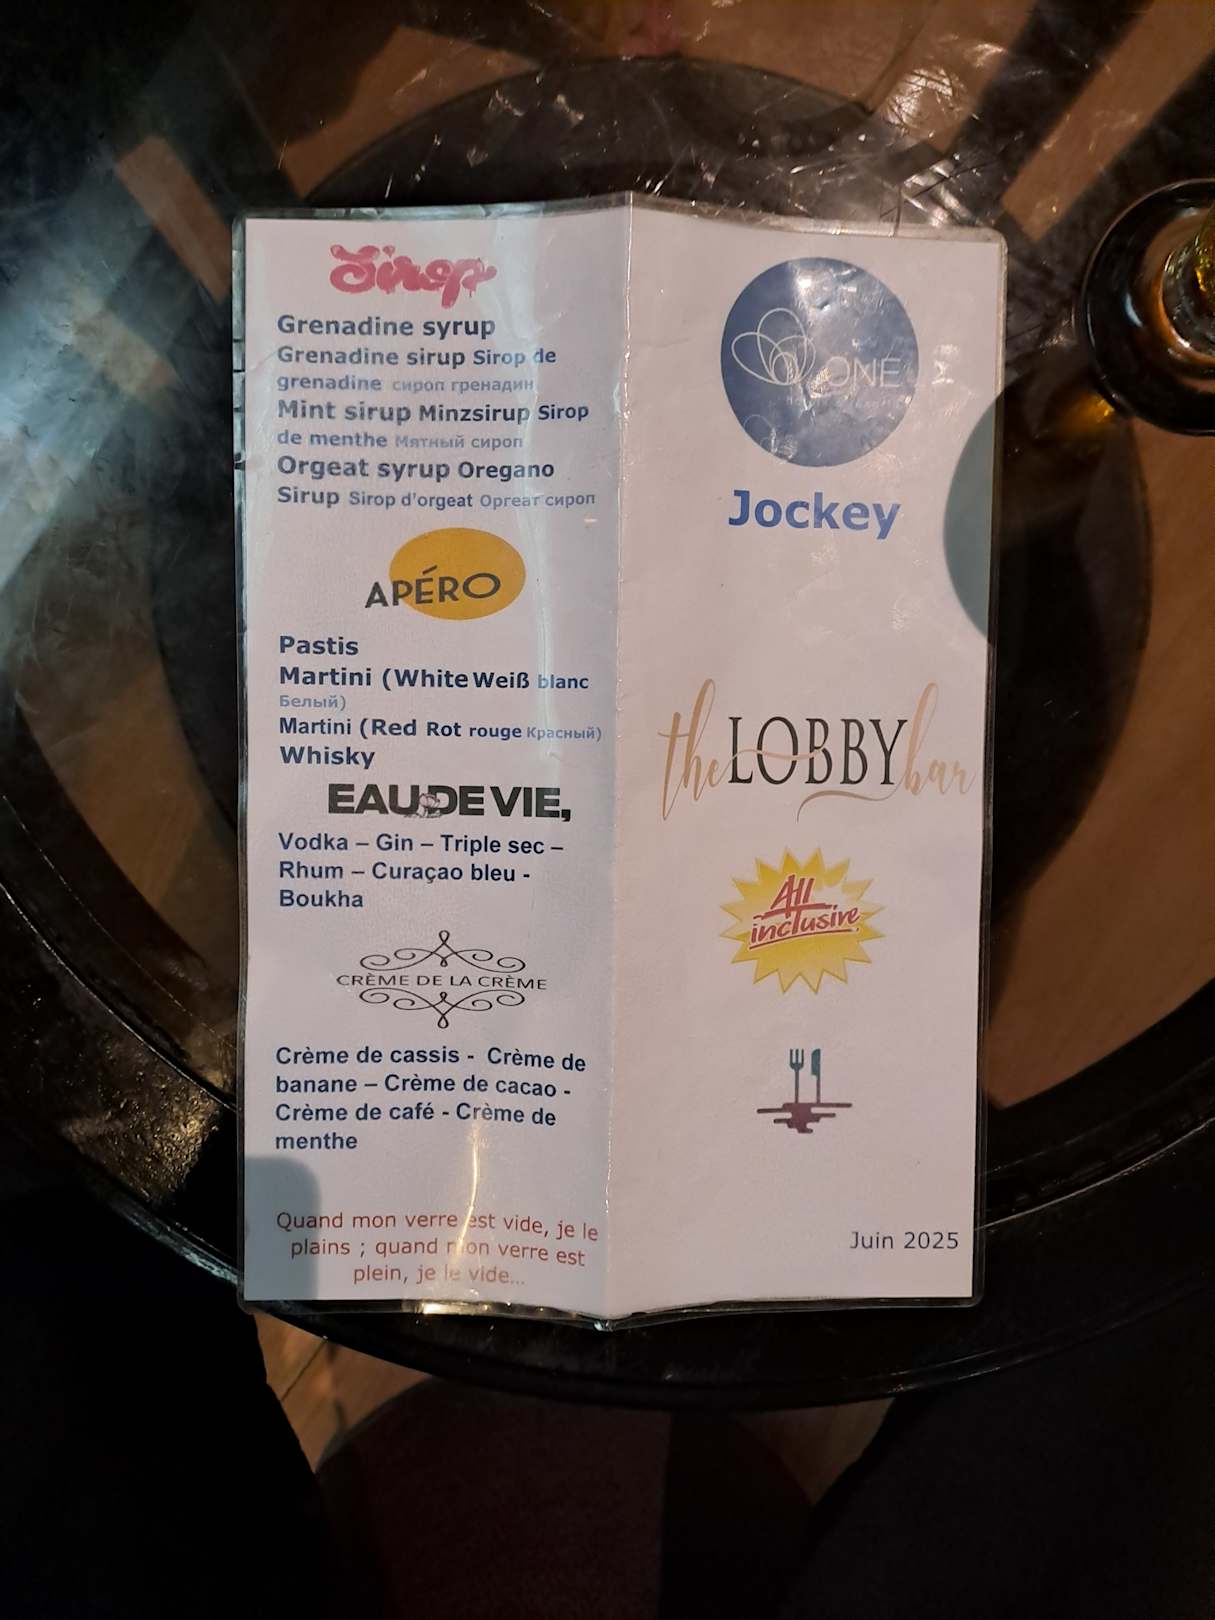 Sirop
Grenadine syrup
Grenadine sirup Sirop de
grenadine сироп гренадин
Mint sirup Minzsirup Sirop
de menthe Мятный сироп
Orgeat syrup Oregano
Sirup Sirop d'orgeat Оргеат сироп
APÉRO
Pastis
Martini (White Weiß blanc
Белый)
Martini (Red Rot rouge Красный)
Whisky
EAU DE VIE,
Vodka – Gin – Triple sec –
Rhum – Curaçao bleu -
Boukha
CRÈME DE LA CRÈME
Crème de cassis - Crème de
banane – Crème de cacao -
Crème de café - Crème de
menthe
Quand mon verre est vide, je le
plains ; quand mon verre est
plein, je le vide...
ONE
Jockey
the LOBBY bar
All
inclusive
Juin 2025